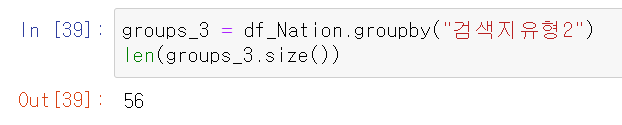 In [39]: groups_3 = df_Nation.groupby("검색지유형2")
len(groups_3.size())
Out[39]: 56